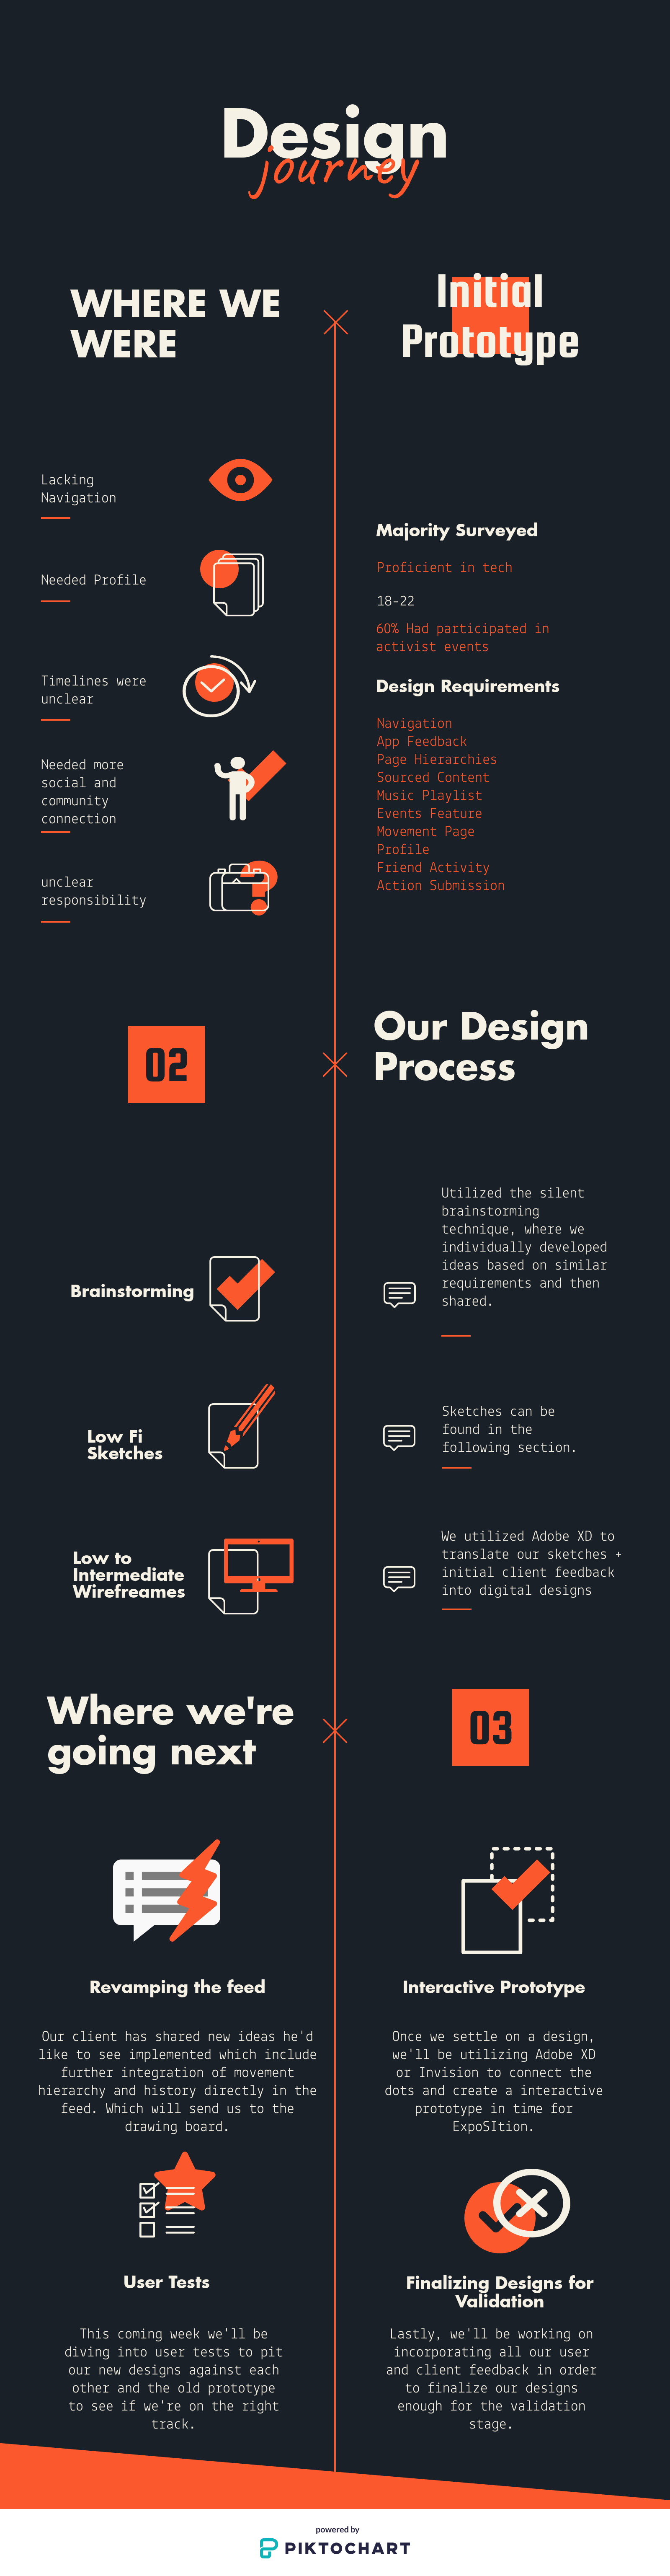 Design
journey
WHERE WE
WERE
Initial
Prototype
Lacking
Navigation
Needed Profile
Timelines were
unclear
Needed more
social and
community
connection
unclear
responsibility
Majority Surveyed
Proficient in tech
18-22
60% Had participated in
activist events
Design Requirements
Navigation
App Feedback
Page Hierarchies
Sourced Content
Music Playlist
Events Feature
Movement Page
Profile
Friend Activity
Action Submission
02
Our Design
Process
Brainstorming
Utilized the silent
brainstorming
technique, where we
individually developed
ideas based on similar
requirements and then
shared.
Low Fi
Sketches
Sketches can be
found in the
following section.
Low to
Intermediate
Wirefreames
We utilized Adobe XD to
translate our sketches +
initial client feedback
into digital designs
Where we're
going next
03
Revamping the feed
Our client has shared new ideas he'd
like to see implemented which include
further integration of movement
hierarchy and history directly in the
feed. Which will send us to the
drawing board.
Interactive Prototype
Once we settle on a design,
we'll be utilizing Adobe XD
or Invision to connect the
dots and create a interactive
prototype in time for
ExpoSItion.
User Tests
This coming week we'll be
diving into user tests to pit
our new designs against each
other and the old prototype
to see if we're on the right
track.
Finalizing Designs for
Validation
Lastly, we'll be working on
incorporating all our user
and client feedback in order
to finalize our designs
enough for the validation
stage.
powered by
PIKTOCHART